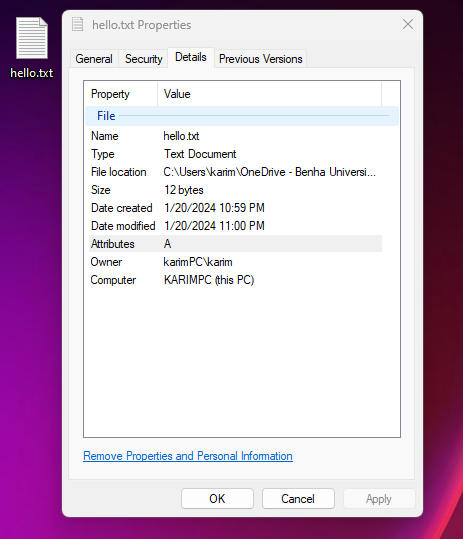 hello.txt
hello.txt Properties
General Security Details Previous Versions
Property Value
File
Name hello.txt
Type Text Document
File location C:\Users\karim\OneDrive - Benha Universi...
Size 12 bytes
Date created 1/20/2024 10:59 PM
Date modified 1/20/2024 11:00 PM
Attributes A
Owner karimPC\karim
Computer KARIMPC (this PC)
Remove Properties and Personal Information
OK Cancel Apply